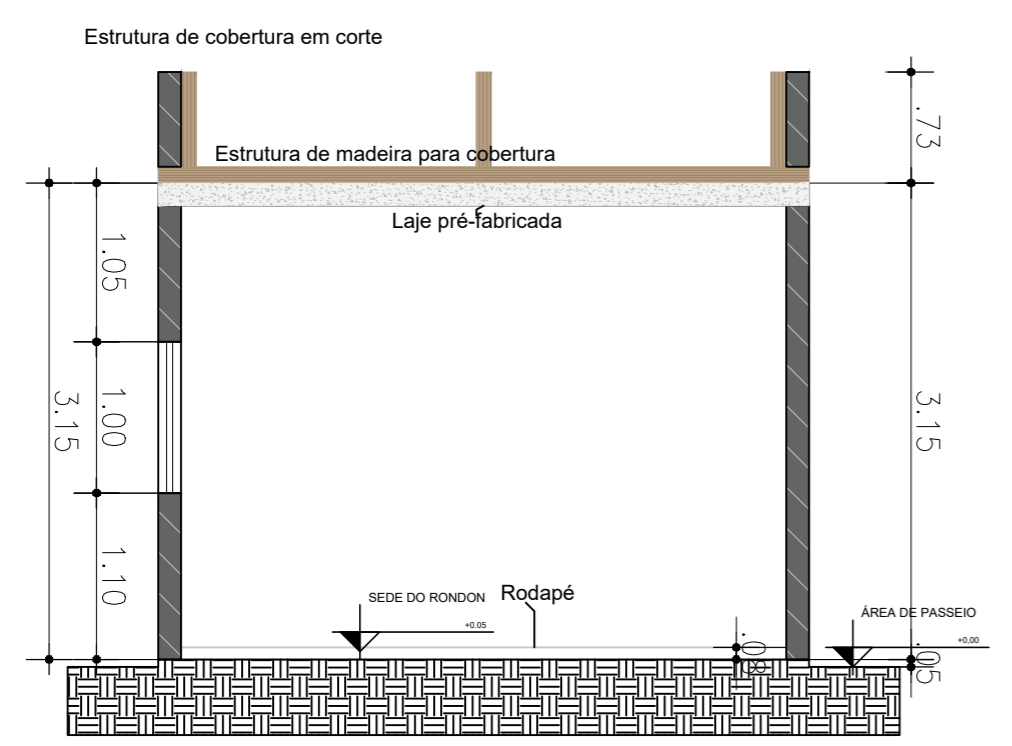 Estrutura de cobertura em corte
.73
Estrutura de madeira para cobertura
Laje pré-fabricada
1.05
1.00
3.15
3.15
1.10
SEDE DO RONDON
+0.05
Rodapé
.08
ÁREA DE PASSEIO
+0,00
.05